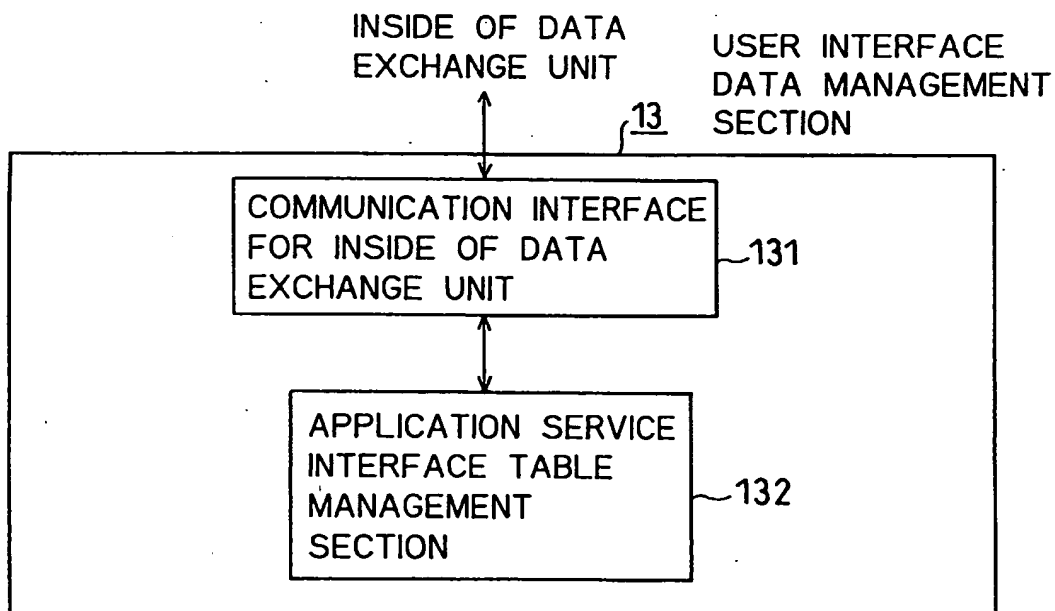 INSIDE OF DATA
EXCHANGE UNIT
USER INTERFACE
DATA MANAGEMENT
SECTION
13
COMMUNICATION INTERFACE
FOR INSIDE OF DATA
EXCHANGE UNIT
131
APPLICATION SERVICE
INTERFACE TABLE
MANAGEMENT
SECTION
132